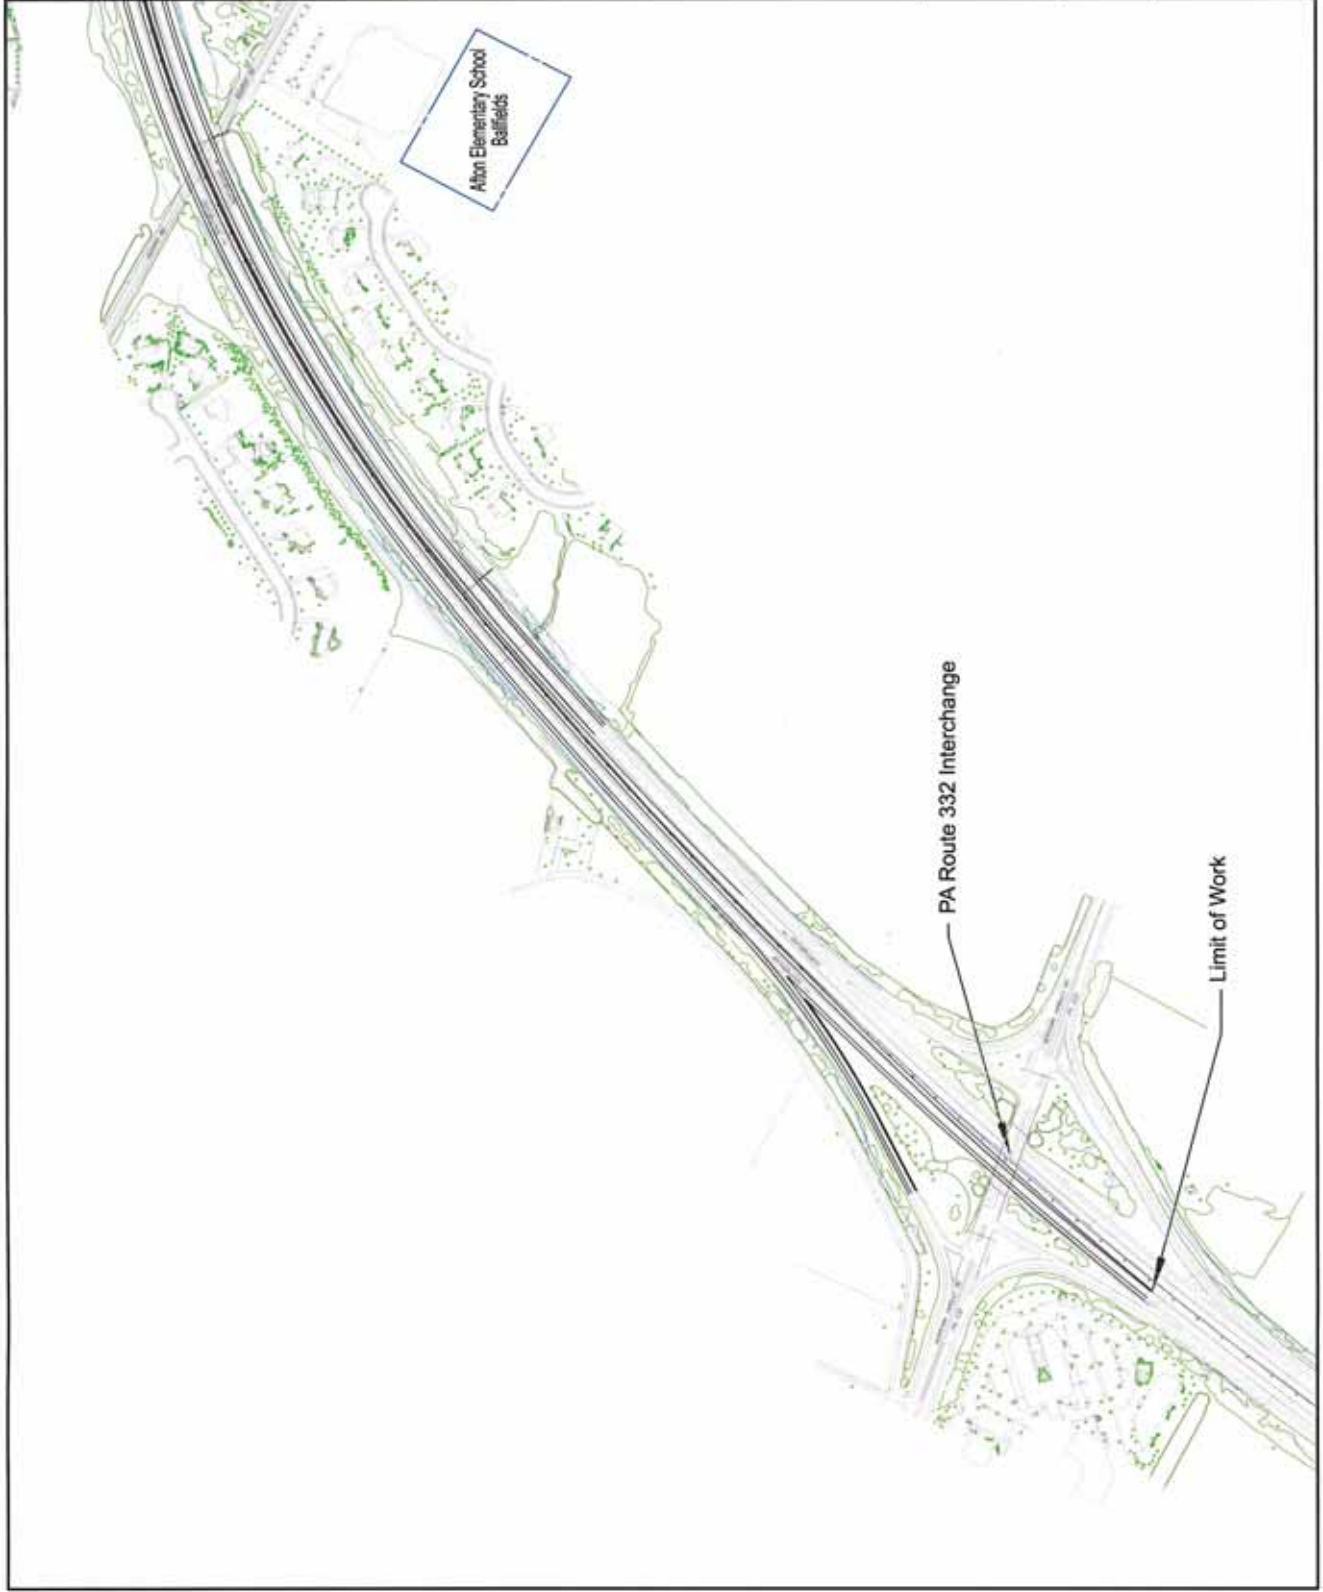 Afton Elementary School
Ballfields
PA Route 332 Interchange
Limit of Work